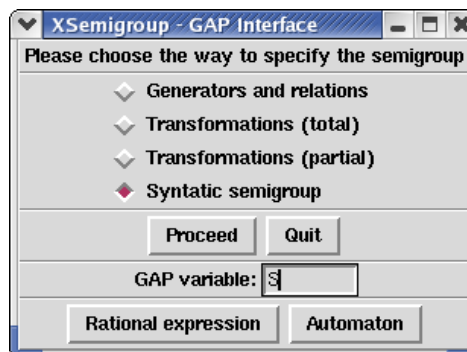 XSemigroup - GAP Interface
Please choose the way to specify the semigroup
Generators and relations
Transformations (total)
Transformations (partial)
Syntatic semigroup
Proceed Quit
GAP variable: S
Rational expression Automaton